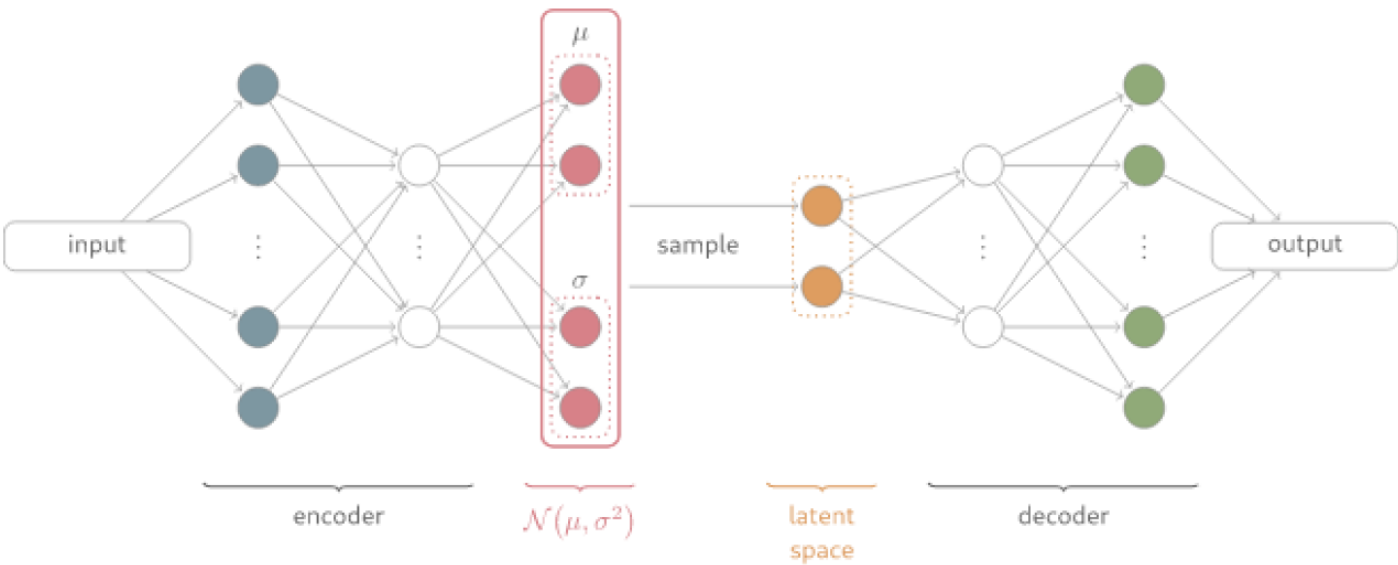 μ
input
⋮
⋮
σ
sample
⋮
⋮
output
encoder
𝒩(μ, σ²)
latent
space
decoder